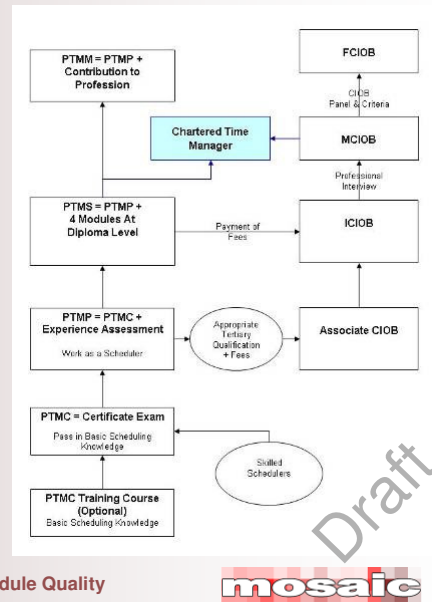 PTMM = PTMP +
Contribution to
Profession
FCIOB
CIOB
Panel & Criteria
Chartered Time
Manager
MCIOB
Professional
Interview
PTMS = PTMP +
4 Modules At
Diploma Level
Payment of
Fees
ICIOB
PTMP = PTMC +
Experience Assessment
Work as a Scheduler
Appropriate
Tertiary
Qualification
+ Fees
Associate CIOB
PTMC = Certificate Exam
Pass in Basic Scheduling
Knowledge
Skilled
Schedulers
PTMC Training Course
(Optional)
Basic Scheduling Knowledge
Draft
dule Quality
mosaic